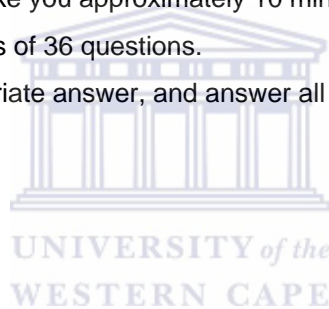 ke you approximately 10 min
s of 36 questions.
riate answer, and answer all
UNIVERSITY of the
WESTERN CAPE